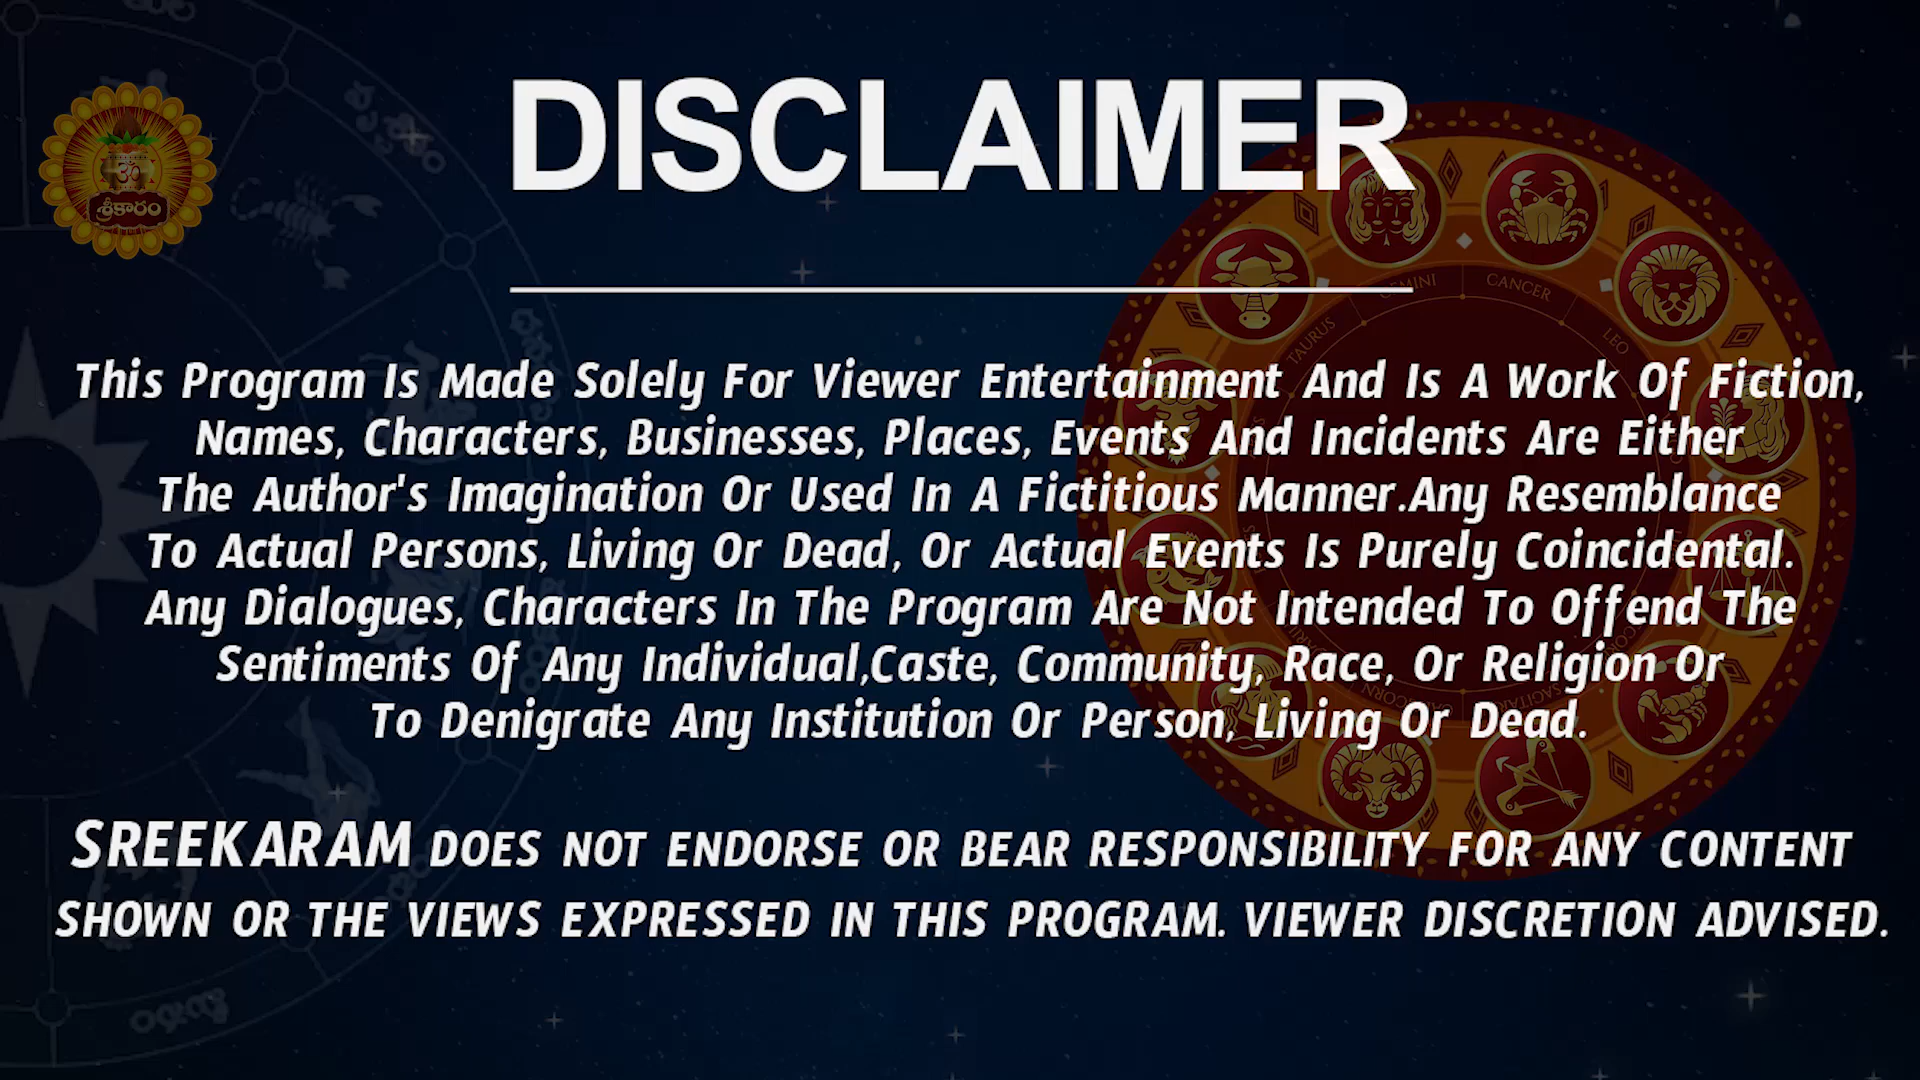 DISCLAIMER
ॐ
శ్రీకారం
GEMINI
CANCER
TAURUS
LEO
This Program Is Made Solely For Viewer Entertainment And Is A Work Of Fiction,
Names, Characters, Businesses, Places, Events And Incidents Are Either
The Author's Imagination Or Used In A Fictitious Manner.Any Resemblance
To Actual Persons, Living Or Dead, Or Actual Events Is Purely Coincidental.
Any Dialogues, Characters In The Program Are Not Intended To Offend The
Sentiments Of Any Individual,Caste, Community, Race, Or Religion Or
To Denigrate Any Institution Or Person, Living Or Dead.
SREEKARAM DOES NOT ENDORSE OR BEAR RESPONSIBILITY FOR ANY CONTENT
SHOWN OR THE VIEWS EXPRESSED IN THIS PROGRAM. VIEWER DISCRETION ADVISED.